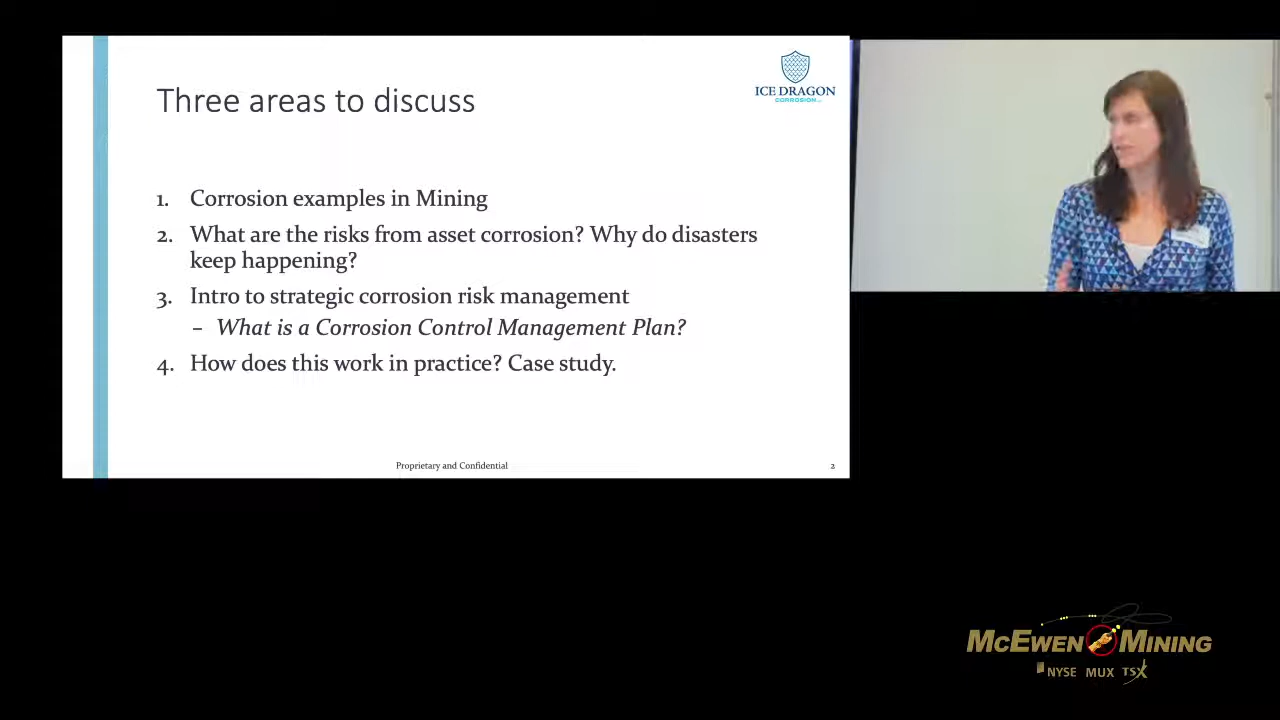 Three areas to discuss
ICE DRAGON
CORROSION
1. Corrosion examples in Mining
2. What are the risks from asset corrosion? Why do disasters
keep happening?
3. Intro to strategic corrosion risk management
– What is a Corrosion Control Management Plan?
4. How does this work in practice? Case study.
Proprietary and Confidential
2
MCEWEN MINING
NYSE MUX TSX